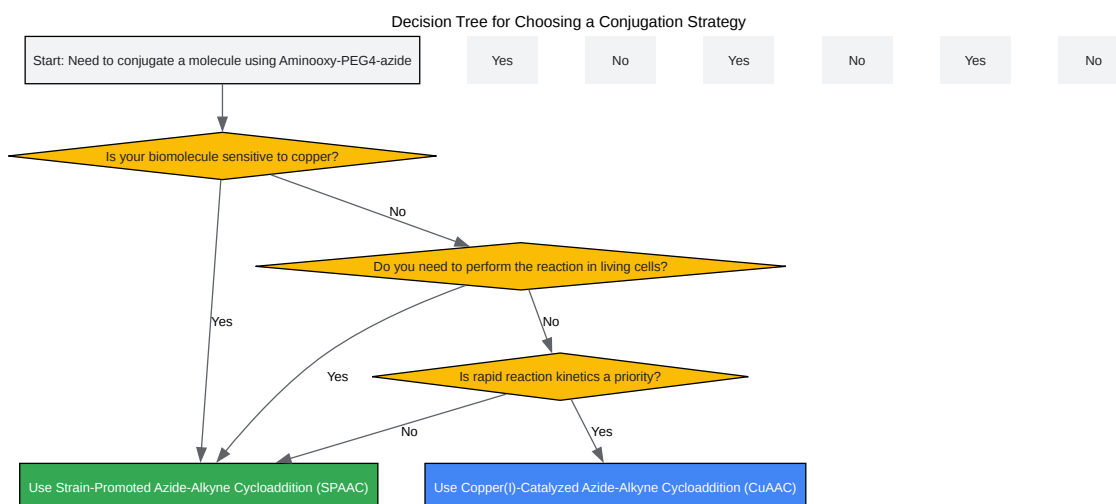 Decision Tree for Choosing a Conjugation Strategy
Start: Need to conjugate a molecule using Aminooxy-PEG4-azide
Yes
No
Yes
No
Yes
No
Is your biomolecule sensitive to copper?
No
Do you need to perform the reaction in living cells?
Yes
No
Yes
Is rapid reaction kinetics a priority?
No
Yes
Use Strain-Promoted Azide-Alkyne Cycloaddition (SPAAC)
Use Copper(I)-Catalyzed Azide-Alkyne Cycloaddition (CuAAC)